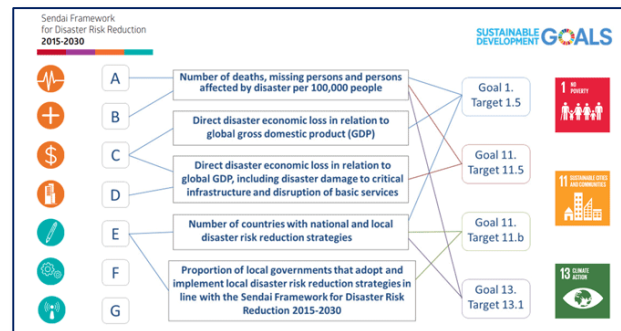 Sendai Framework
for Disaster Risk Reduction
2015-2030
SUSTAINABLE
DEVELOPMENT GOALS
A
B
C
D
E
F
G
Number of deaths, missing persons and persons
affected by disaster per 100,000 people
Direct disaster economic loss in relation to
global gross domestic product (GDP)
Direct disaster economic loss in relation to
global GDP, including disaster damage to critical
infrastructure and disruption of basic services
Number of countries with national and local
disaster risk reduction strategies
Proportion of local governments that adopt and
implement local disaster risk reduction strategies in
line with the Sendai Framework for Disaster Risk
Reduction 2015-2030
Goal 1.
Target 1.5
Goal 11.
Target 11.5
Goal 11.
Target 11.b
Goal 13.
Target 13.1
1 NO
POVERTY
11 SUSTAINABLE CITIES
AND COMMUNITIES
13 CLIMATE
ACTION